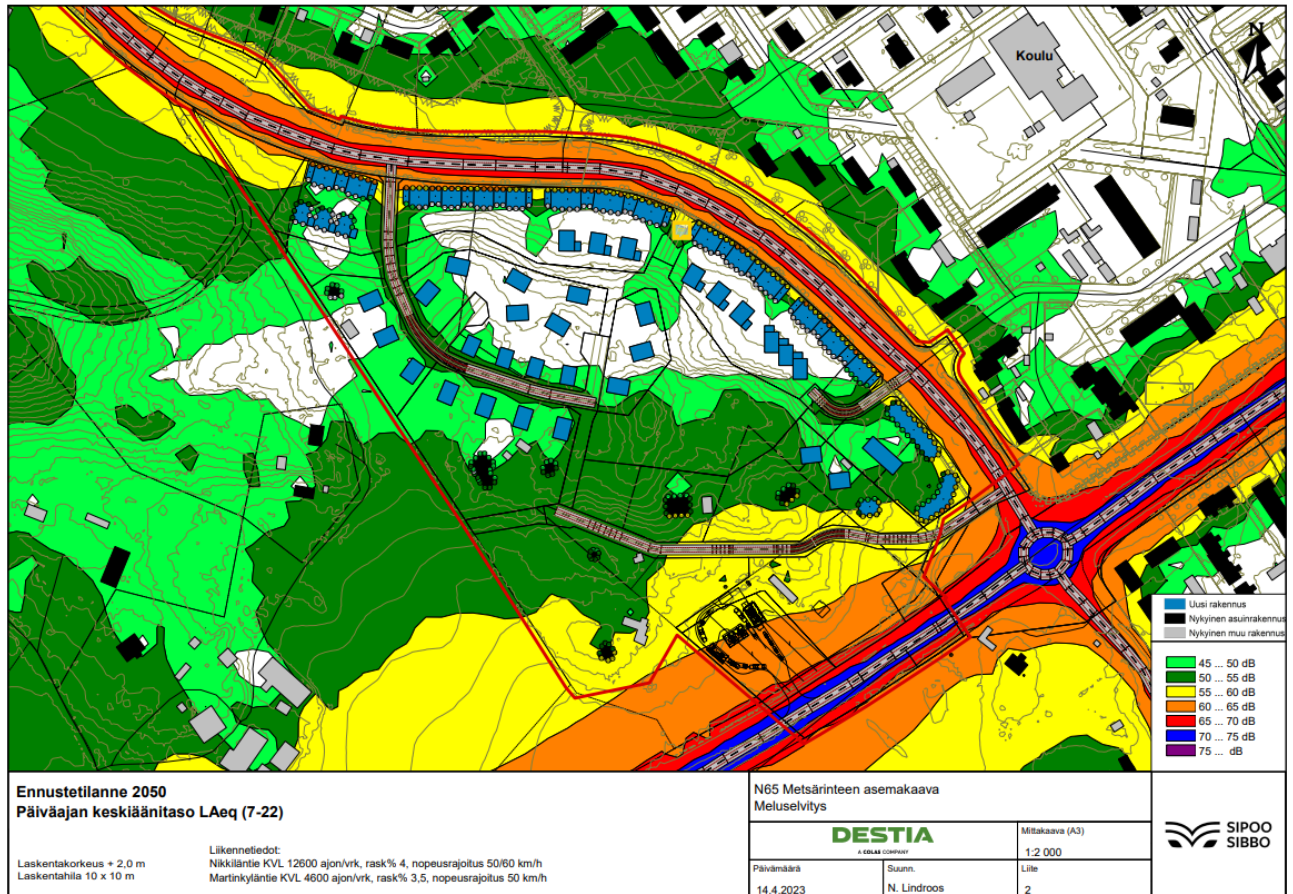 N
Koulu
Uusi rakennus
Nykyinen asuinrakennus
Nykyinen muu rakennus
45 ... 50 dB
50 ... 55 dB
55 ... 60 dB
60 ... 65 dB
65 ... 70 dB
70 ... 75 dB
75 ... dB
Ennustetilanne 2050
Päiväajan keskiäänitaso LAeq (7-22)
Laskentakorkeus + 2,0 m
Laskentahila 10 x 10 m
Liikennetiedot:
Nikkiläntie KVL 12600 ajon/vrk, rask% 4, nopeusrajoitus 50/60 km/h
Martinkyläntie KVL 4600 ajon/vrk, rask% 3,5, nopeusrajoitus 50 km/h
N65 Metsärinteen asemakaava
Meluselvitys
DESTIA
A COLAS COMPANY
Mittakaava (A3)
1:2 000
Päivämäärä
14.4.2023
Suunn.
N. Lindroos
Liite
2
SIPOO
SIBBO